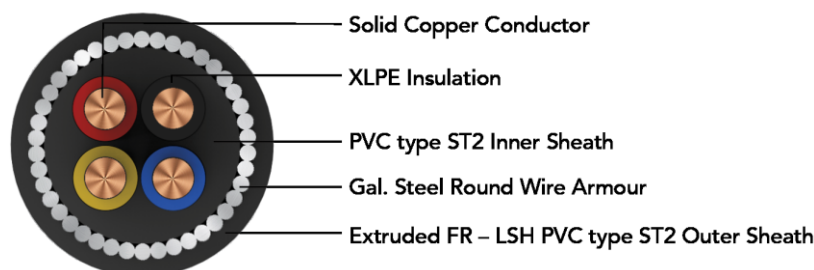 Solid Copper Conductor
XLPE Insulation
PVC type ST2 Inner Sheath
Gal. Steel Round Wire Armour
Extruded FR – LSH PVC type ST2 Outer Sheath